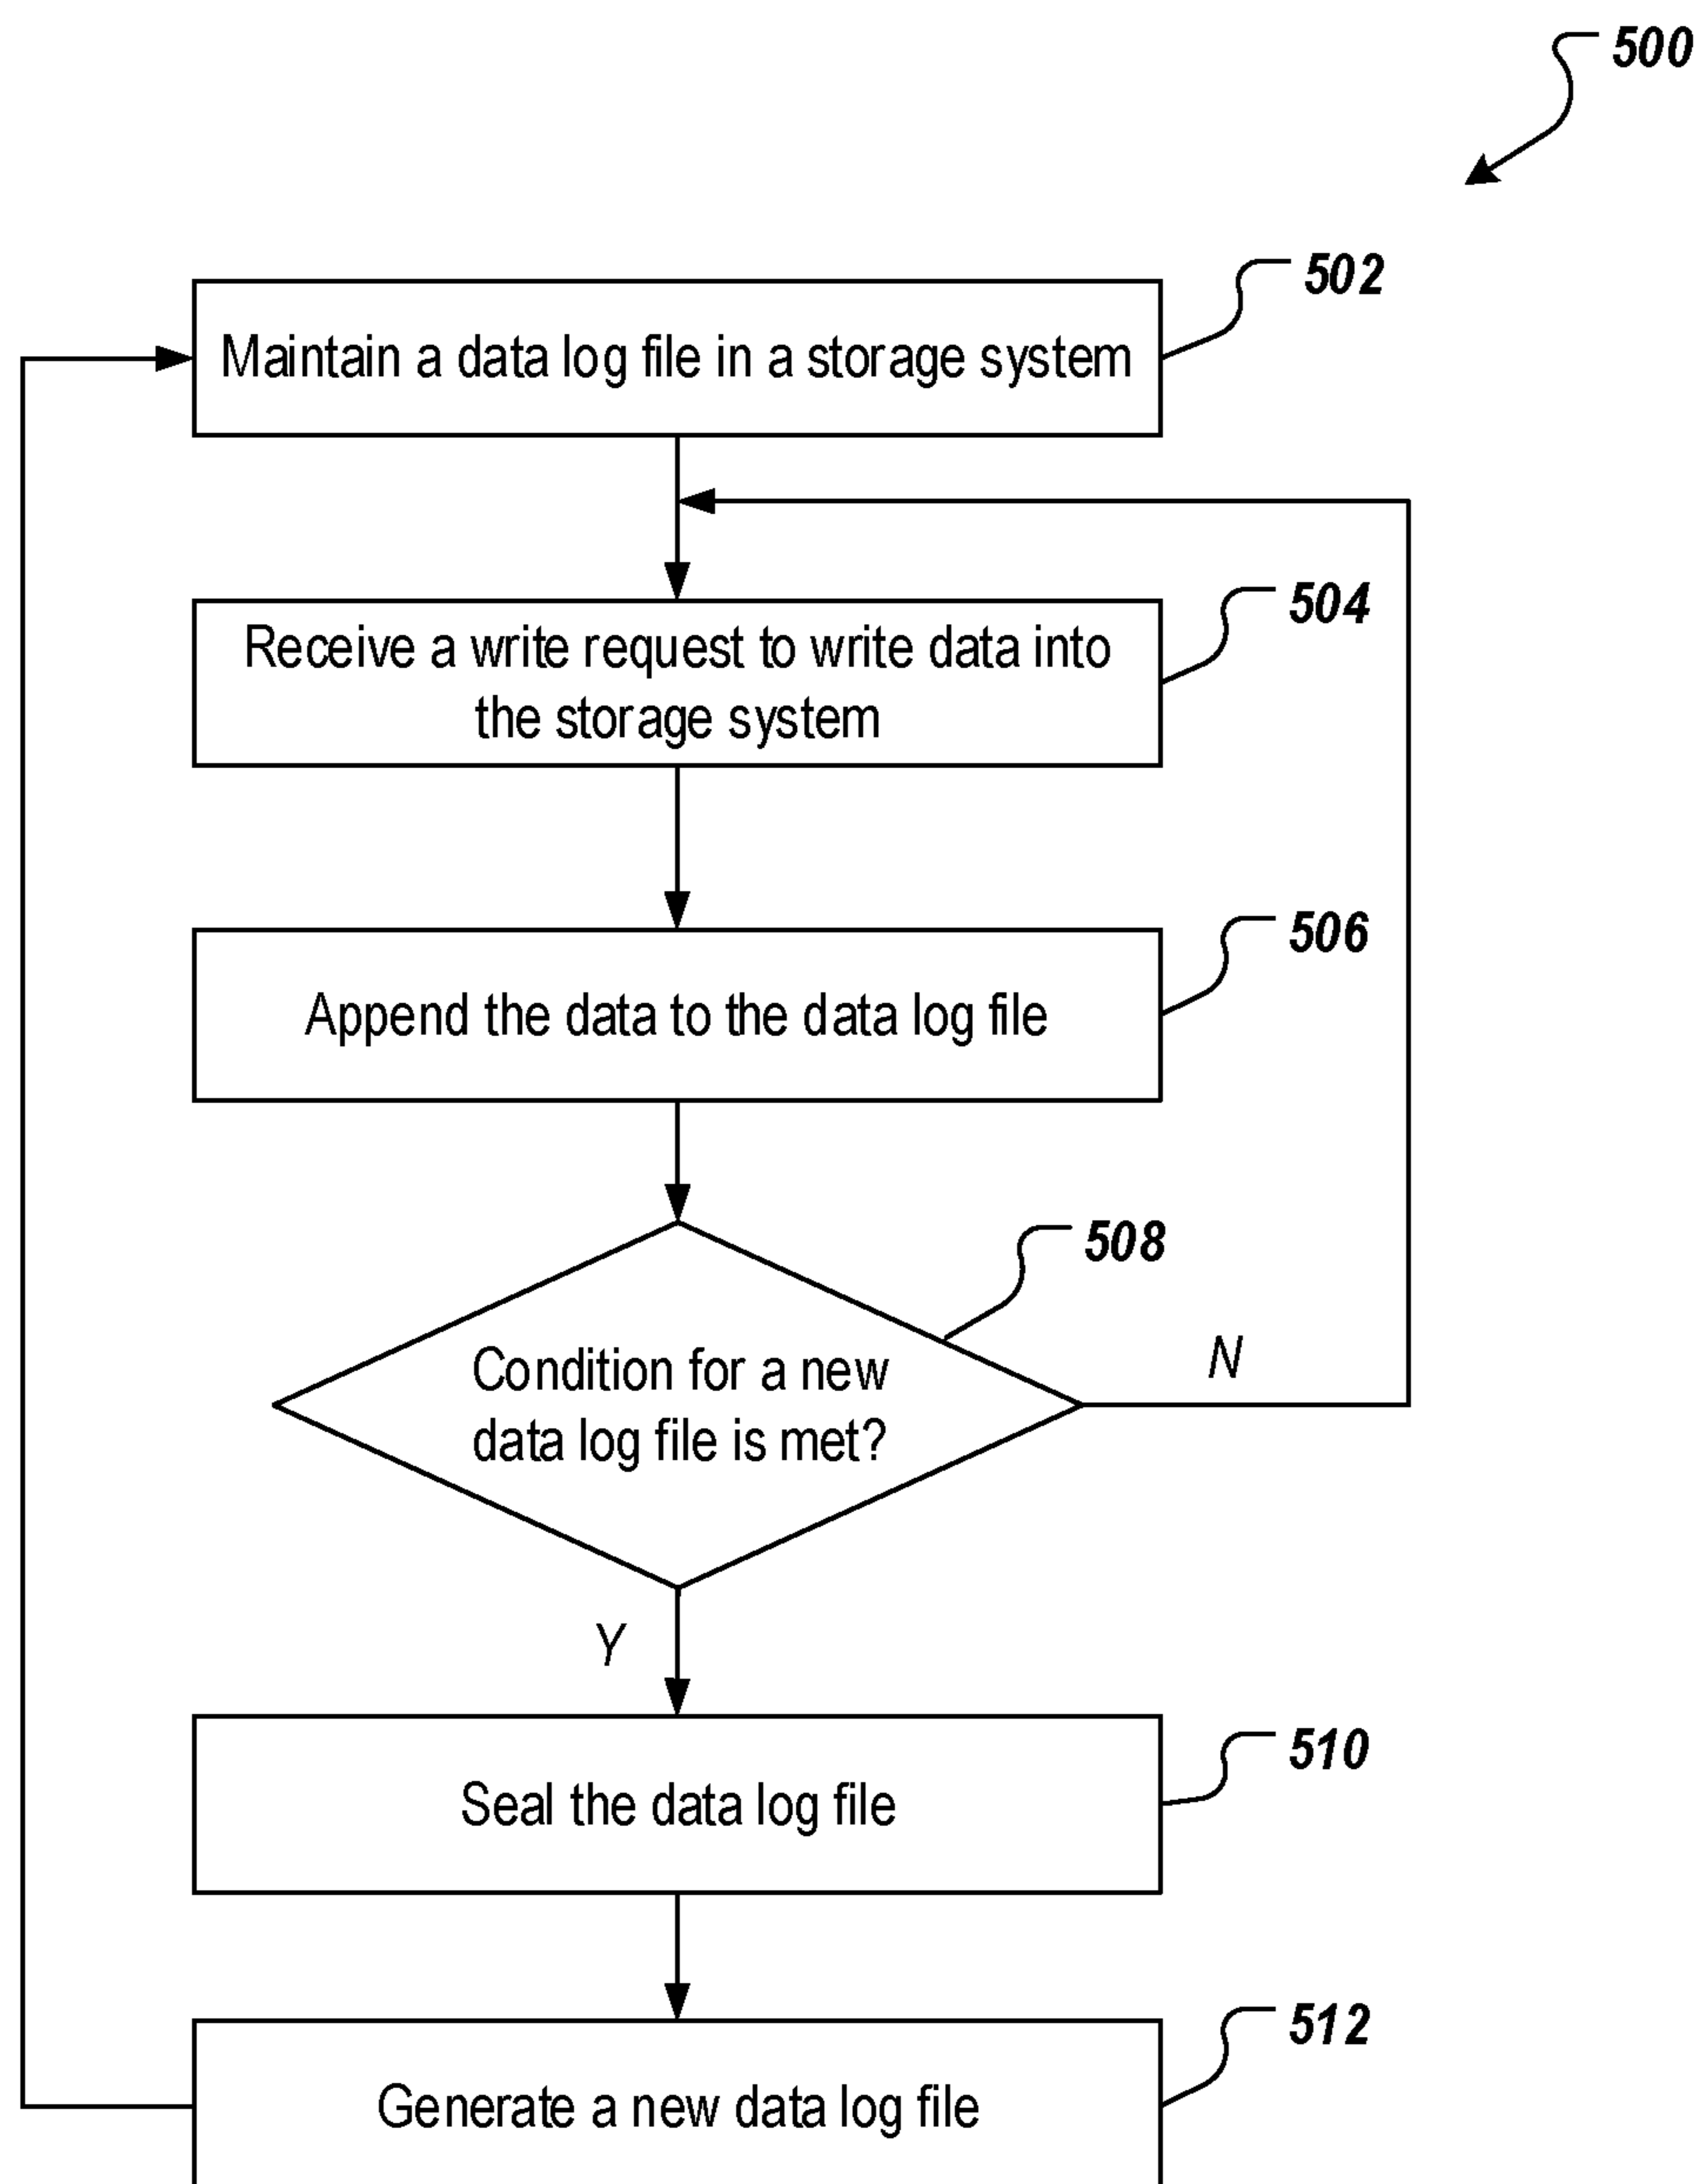 500
502
Maintain a data log file in a storage system
504
Receive a write request to write data into
the storage system
506
Append the data to the data log file
508
Condition for a new
data log file is met?
N
Y
510
Seal the data log file
512
Generate a new data log file